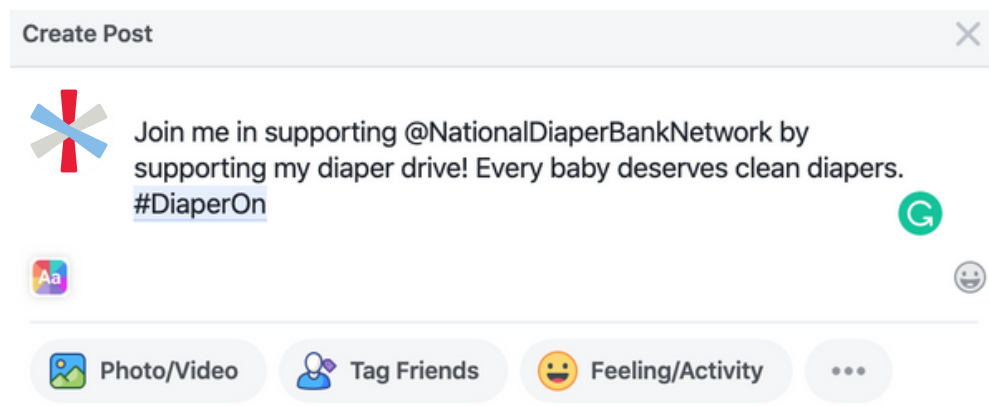 Create Post
Join me in supporting @NationalDiaperBankNetwork by
supporting my diaper drive! Every baby deserves clean diapers.
#DiaperOn
Aa
Photo/Video
Tag Friends
Feeling/Activity